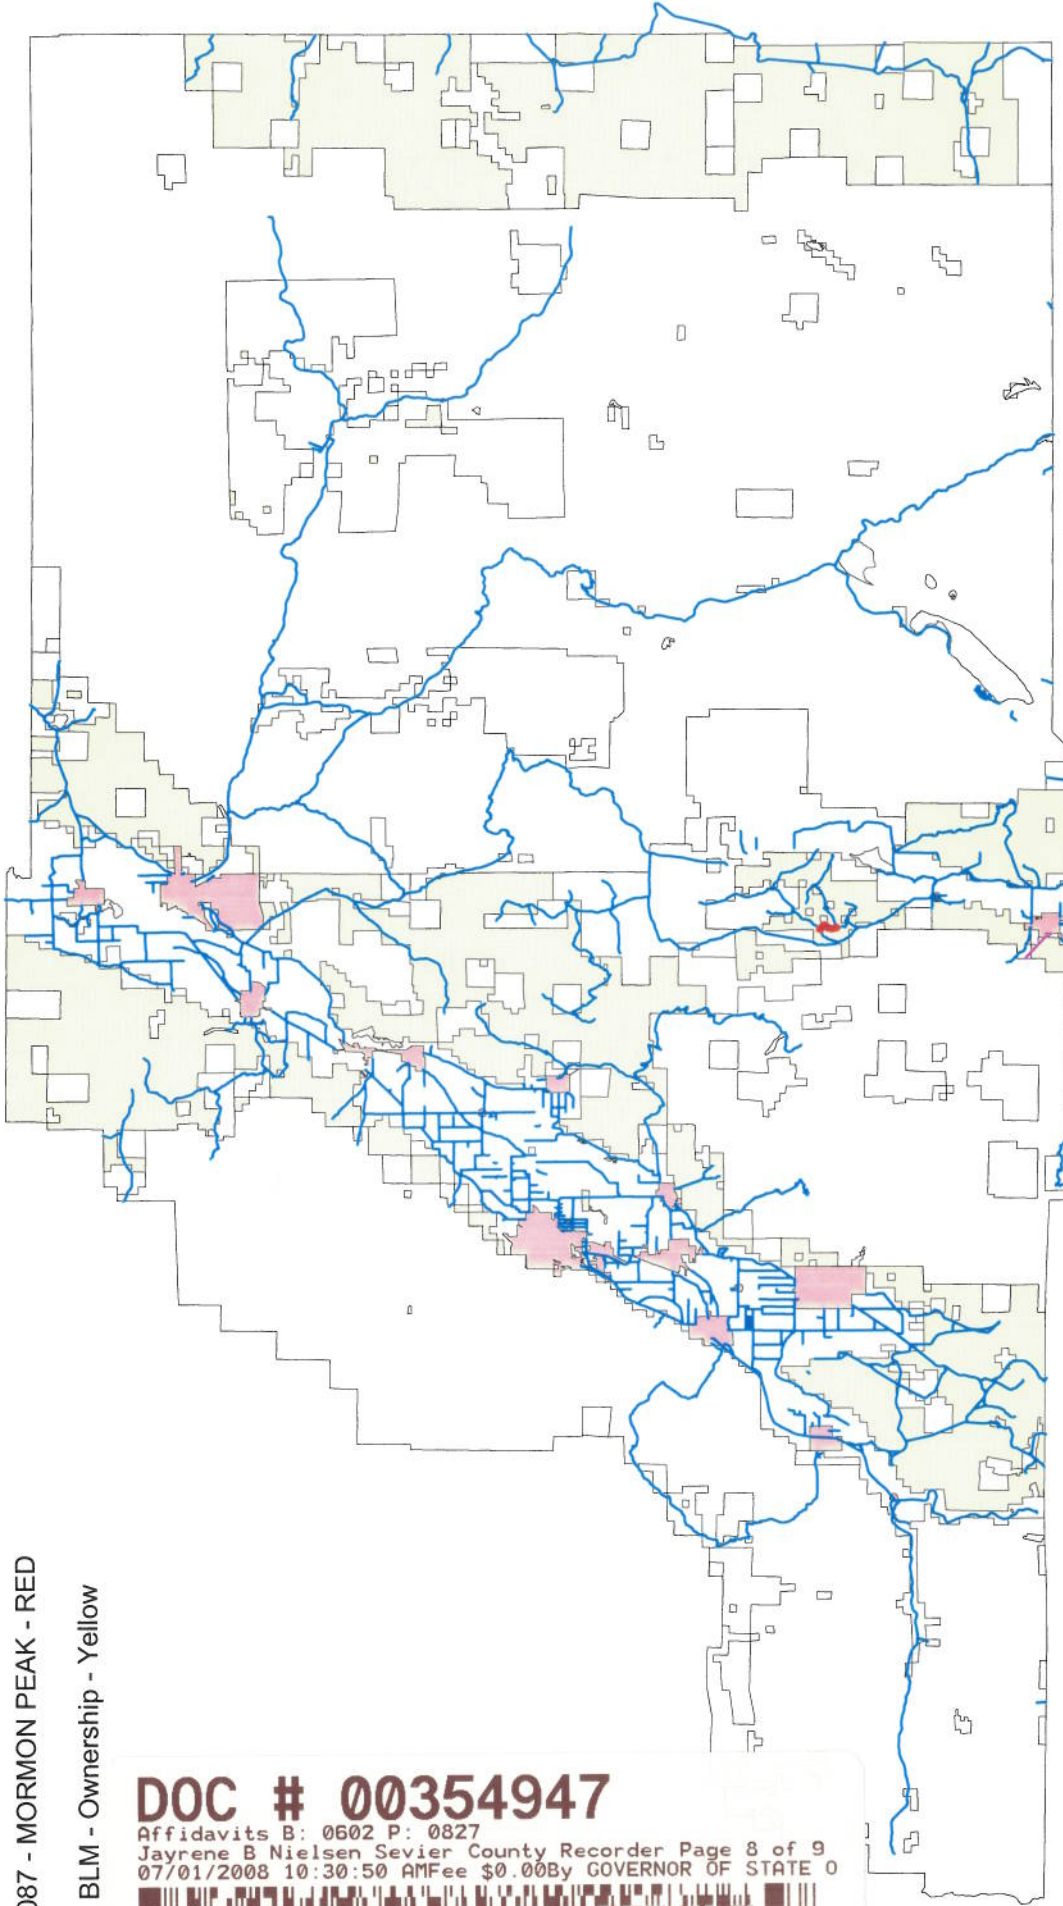 087 - MORMON PEAK - RED
BLM - Ownership - Yellow
DOC # 00354947
Affidavits B: 0602 P: 0827
Jayrene B Nielsen Sevier County Recorder Page 8 of 9
07/01/2008 10:30:50 AMFee $0.00By GOVERNOR OF STATE O